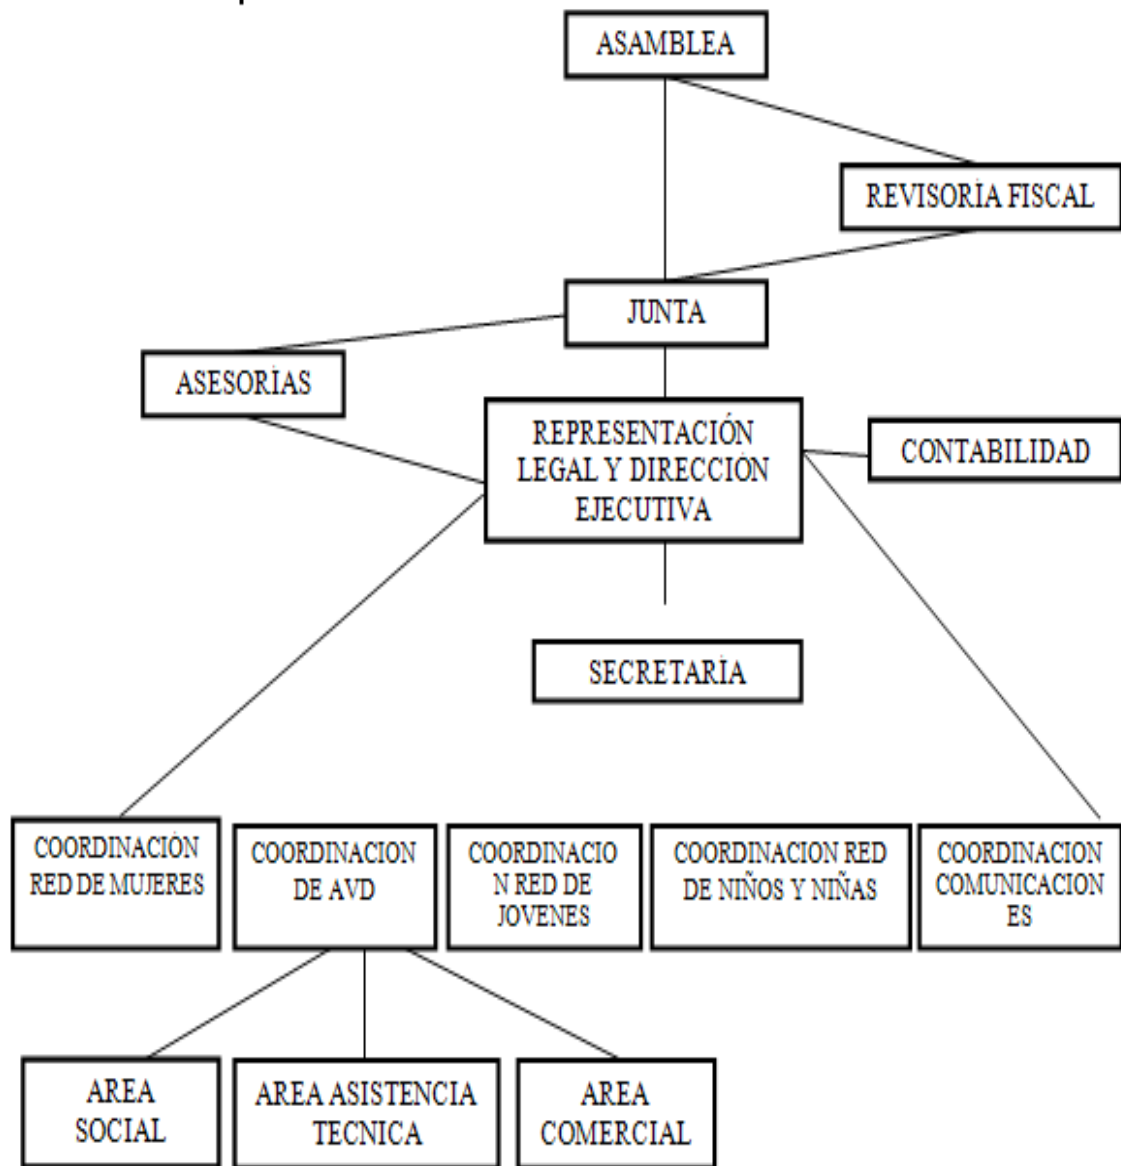 ASAMBLEA
REVISORÍA FISCAL
JUNTA
ASESORÍAS
REPRESENTACIÓN
LEGAL Y DIRECCIÓN
EJECUTIVA
CONTABILIDAD
SECRETARÍA
COORDINACIÓN
RED DE MUJERES
COORDINACION
DE AVD
COORDINACIO
N RED DE
JOVENES
COORDINACION RED
DE NIÑOS Y NIÑAS
COORDINACION
COMUNICACION
ES
AREA
SOCIAL
AREA ASISTENCIA
TECNICA
AREA
COMERCIAL